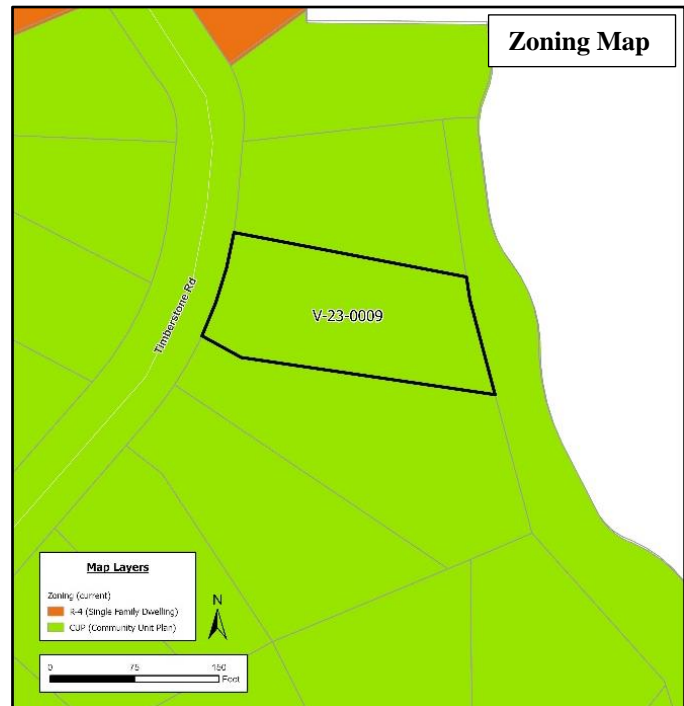 Zoning Map
V-23-0009
Timberstone Rd
Map Layers
Zoning (current)
R-4 (Single Family Dwelling)
CUP (Community Unit Plan)
N
0 75 150
Feet